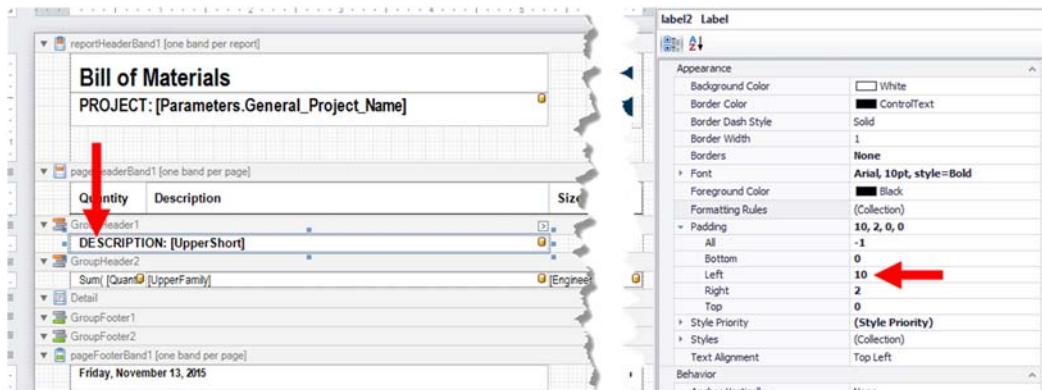 reportHeaderBand1 [one band per report]
Bill of Materials
PROJECT: [Parameters.General_Project_Name]
[one band per page]
Quantity Description
GroupHeader1
DESCRIPTION: [UpperShort]
GroupHeader2
Sum( [Quant [UpperFamily] [Engineer
Detail
GroupFooter1
GroupFooter2
pageFooterBand1 [one band per page]
Friday, November 13, 2015
label2 Label
Appearance
Background Color White
Border Color ControlText
Border Dash Style Solid
Border Width 1
Borders None
Font Arial, 10pt, style=Bold
Foreground Color Black
Formatting Rules (Collection)
Padding 10, 2, 0, 0
All -1
Bottom 0
Left 10
Right 2
Top 0
Style Priority (Style Priority)
Styles (Collection)
Text Alignment Top Left
Behavior